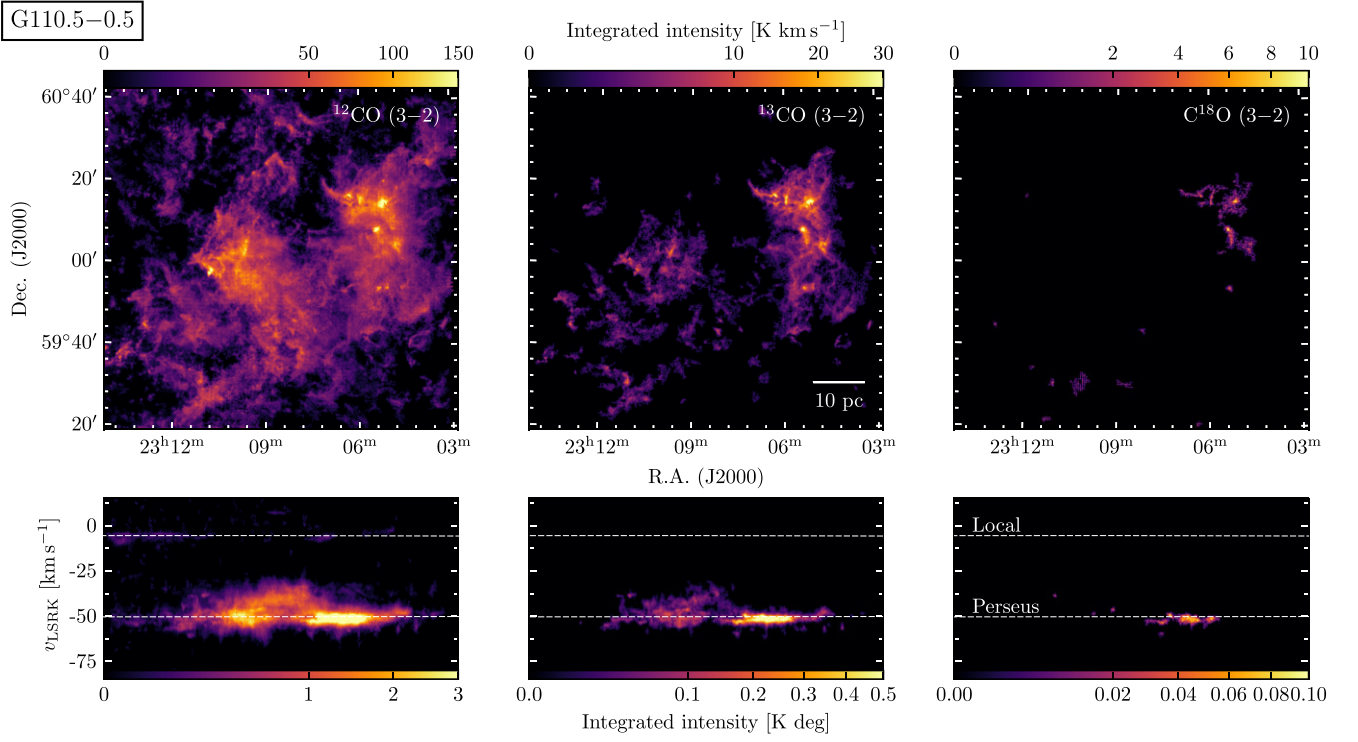 G110.5−0.5
Integrated intensity [K km s⁻¹]
0 50 100 150
0 10 20 30
0 2 4 6 8 10
¹²CO (3−2)
¹³CO (3−2)
C¹⁸O (3−2)
60°40′
20′
00′
59°40′
20′
Dec. (J2000)
10 pc
23ʰ12ᵐ 09ᵐ 06ᵐ 03ᵐ
23ʰ12ᵐ 09ᵐ 06ᵐ 03ᵐ
23ʰ12ᵐ 09ᵐ 06ᵐ 03ᵐ
R.A. (J2000)
0
-25
-50
-75
v_LSRK [km s⁻¹]
Local
Perseus
0 1 2 3
0.0 0.1 0.2 0.3 0.4 0.5
0.00 0.02 0.04 0.06 0.08 0.10
Integrated intensity [K deg]